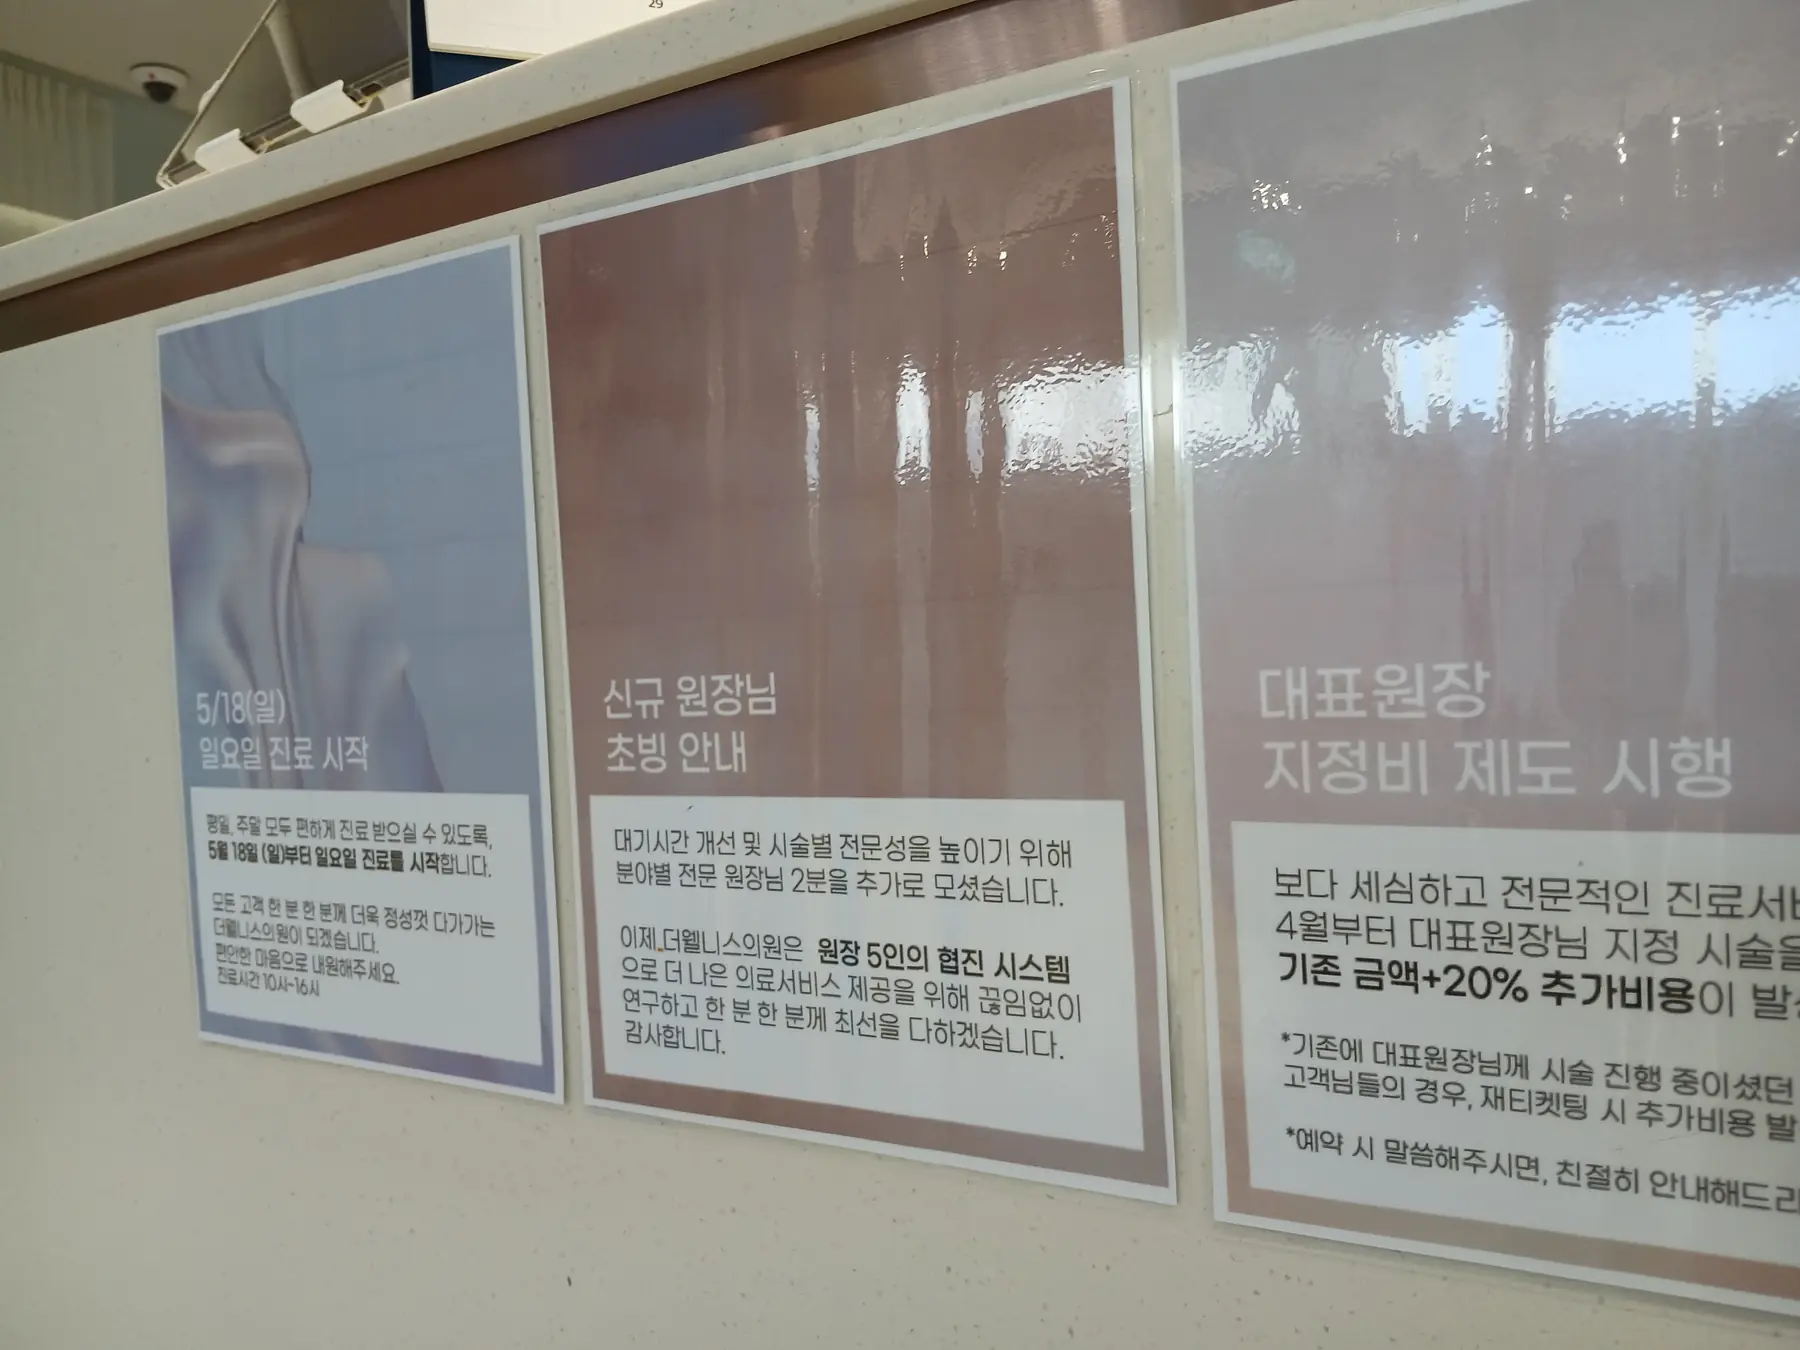 29
5/18(일)
일요일 진료 시작
평일, 주말 모두 편하게 진료 받으실 수 있도록,
5월 18일 (일)부터 일요일 진료를 시작합니다.
모든 고객 한 분 한 분께 더욱 정성껏 다가가는
더웰니스의원이 되겠습니다.
편안한 마음으로 내원해주세요.
진료시간 10시~16시
신규 원장님
초빙 안내
대기시간 개선 및 시술별 전문성을 높이기 위해
분야별 전문 원장님 2분을 추가로 모셨습니다.
이제 더웰니스의원은 원장 5인의 협진 시스템
으로 더 나은 의료서비스 제공을 위해 끊임없이
연구하고 한 분 한 분께 최선을 다하겠습니다.
감사합니다.
대표원장
지정비 제도 시행
보다 세심하고 전문적인 진료서
4월부터 대표원장님 지정 시술을
기존 금액+20% 추가비용이 발
*기존에 대표원장님께 시술 진행 중이셨던
고객님들의 경우, 재티켓팅 시 추가비용 발
*예약 시 말씀해주시면, 친절히 안내해드리